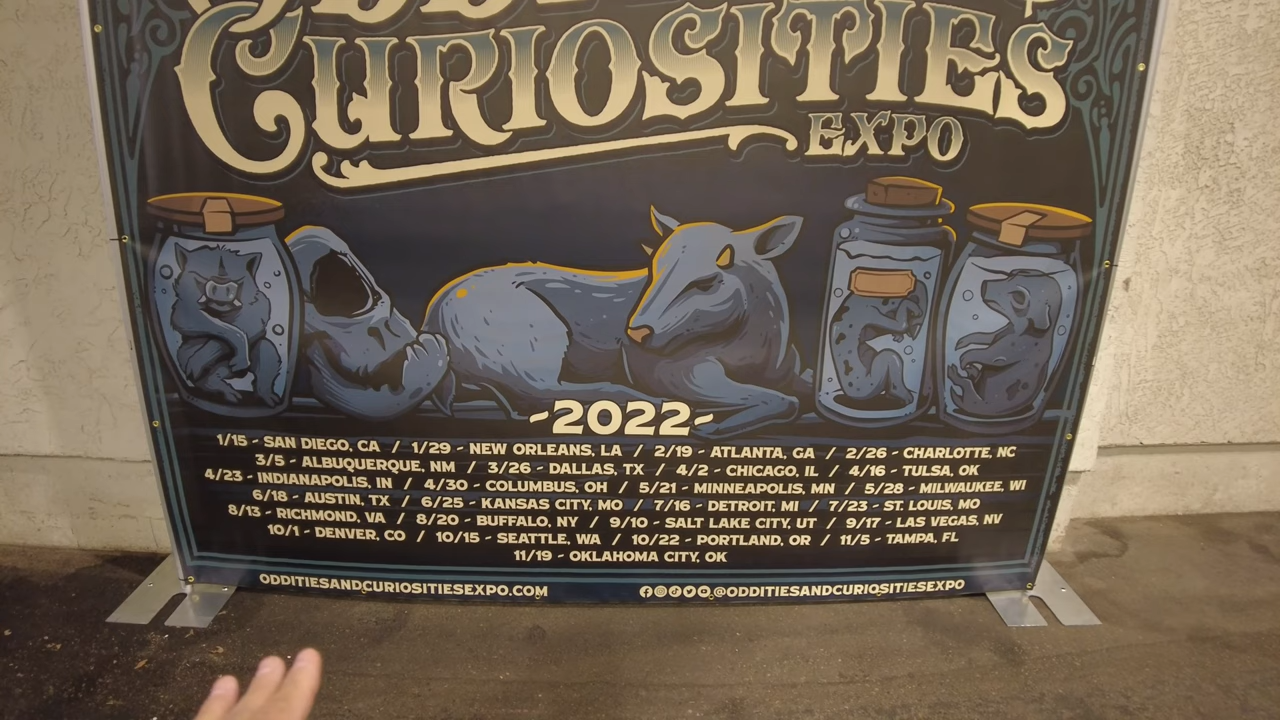 CURIOSITIES
EXPO
-2022-
1/15 - SAN DIEGO, CA / 1/29 - NEW ORLEANS, LA / 2/19 - ATLANTA, GA / 2/26 - CHARLOTTE, NC
3/5 - ALBUQUERQUE, NM / 3/26 - DALLAS, TX / 4/2 - CHICAGO, IL / 4/16 - TULSA, OK
4/23 - INDIANAPOLIS, IN / 4/30 - COLUMBUS, OH / 5/21 - MINNEAPOLIS, MN / 5/28 - MILWAUKEE, WI
6/18 - AUSTIN, TX / 6/25 - KANSAS CITY, MO / 7/16 - DETROIT, MI / 7/23 - ST. LOUIS, MO
8/13 - RICHMOND, VA / 8/20 - BUFFALO, NY / 9/10 - SALT LAKE CITY, UT / 9/17 - LAS VEGAS, NV
10/1 - DENVER, CO / 10/15 - SEATTLE, WA / 10/22 - PORTLAND, OR / 11/5 - TAMPA, FL
11/19 - OKLAHOMA CITY, OK
ODDITIESANDCURIOSITIESEXPO.COM @ODDITIESANDCURIOSITIESEXPO